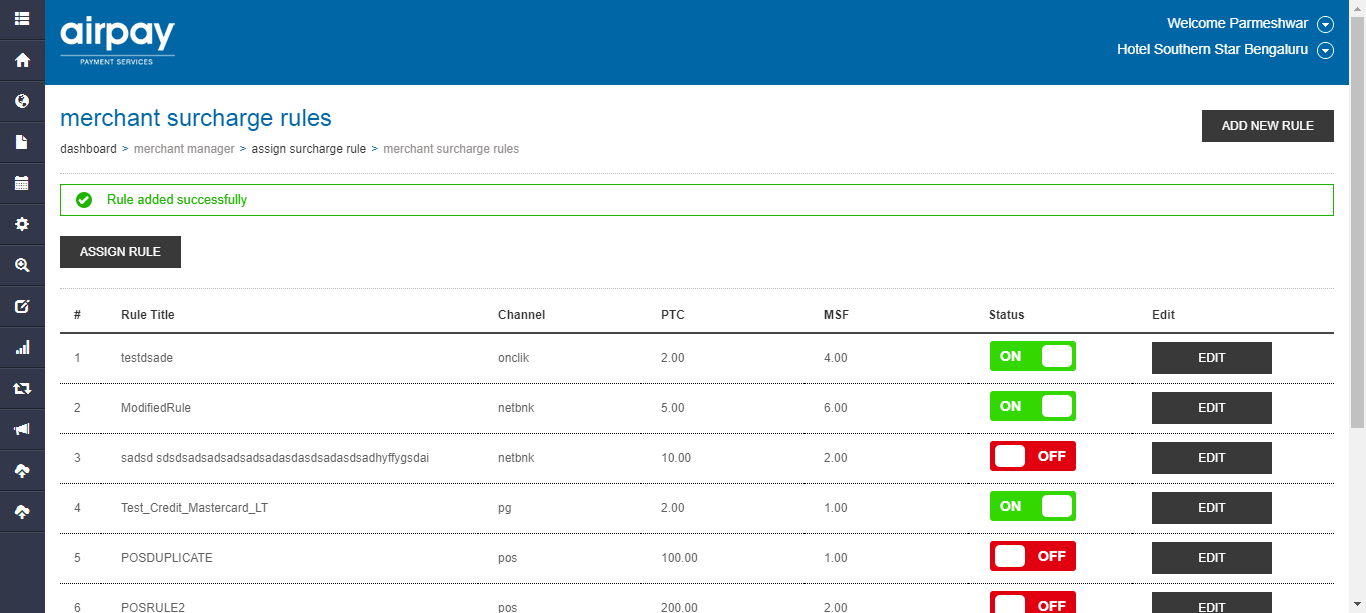 airpay
PAYMENT SERVICES
Welcome Parmeshwar
Hotel Southern Star Bengaluru
merchant surcharge rules
ADD NEW RULE
dashboard > merchant manager > assign surcharge rule > merchant surcharge rules
Rule added successfully
ASSIGN RULE
# Rule Title Channel PTC MSF Status Edit
1 testdsade onclik 2.00 4.00 ON EDIT
2 ModifiedRule netbnk 5.00 6.00 ON EDIT
3 sadsd sdsdsadsadsadsadsadasdasdsadasdsadhyffygsdai netbnk 10.00 2.00 OFF EDIT
4 Test_Credit_Mastercard_LT pg 2.00 1.00 ON EDIT
5 POSDUPLICATE pos 100.00 1.00 OFF EDIT
6 POSRULE2 pos 200.00 2.00 OFF EDIT